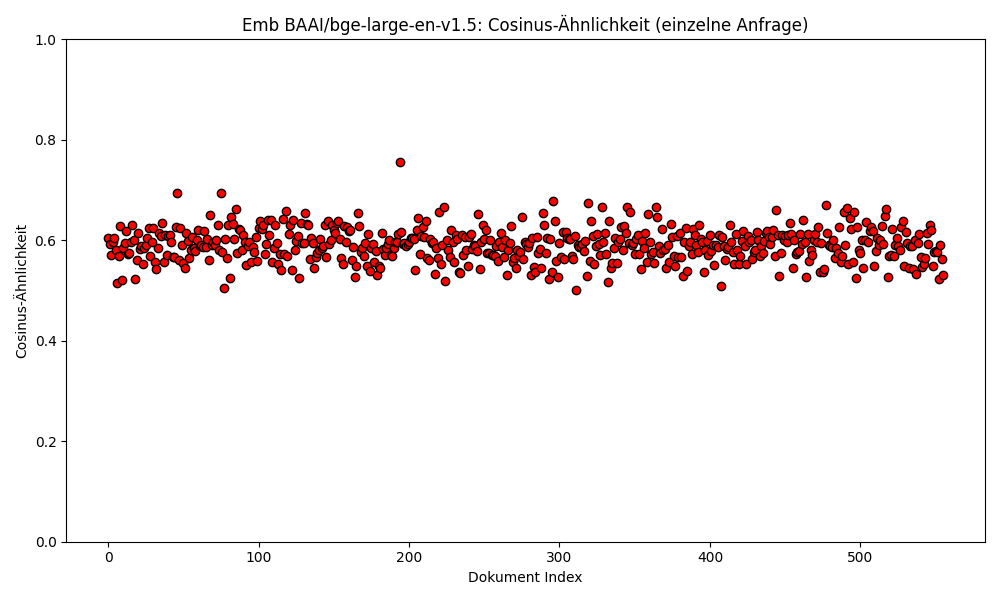 Emb BAAI/bge-large-en-v1.5: Cosinus-Ähnlichkeit (einzelne Anfrage)
1.0
0.8
0.6
0.4
0.2
0.0
Cosinus-Ähnlichkeit
0 100 200 300 400 500
Dokument Index